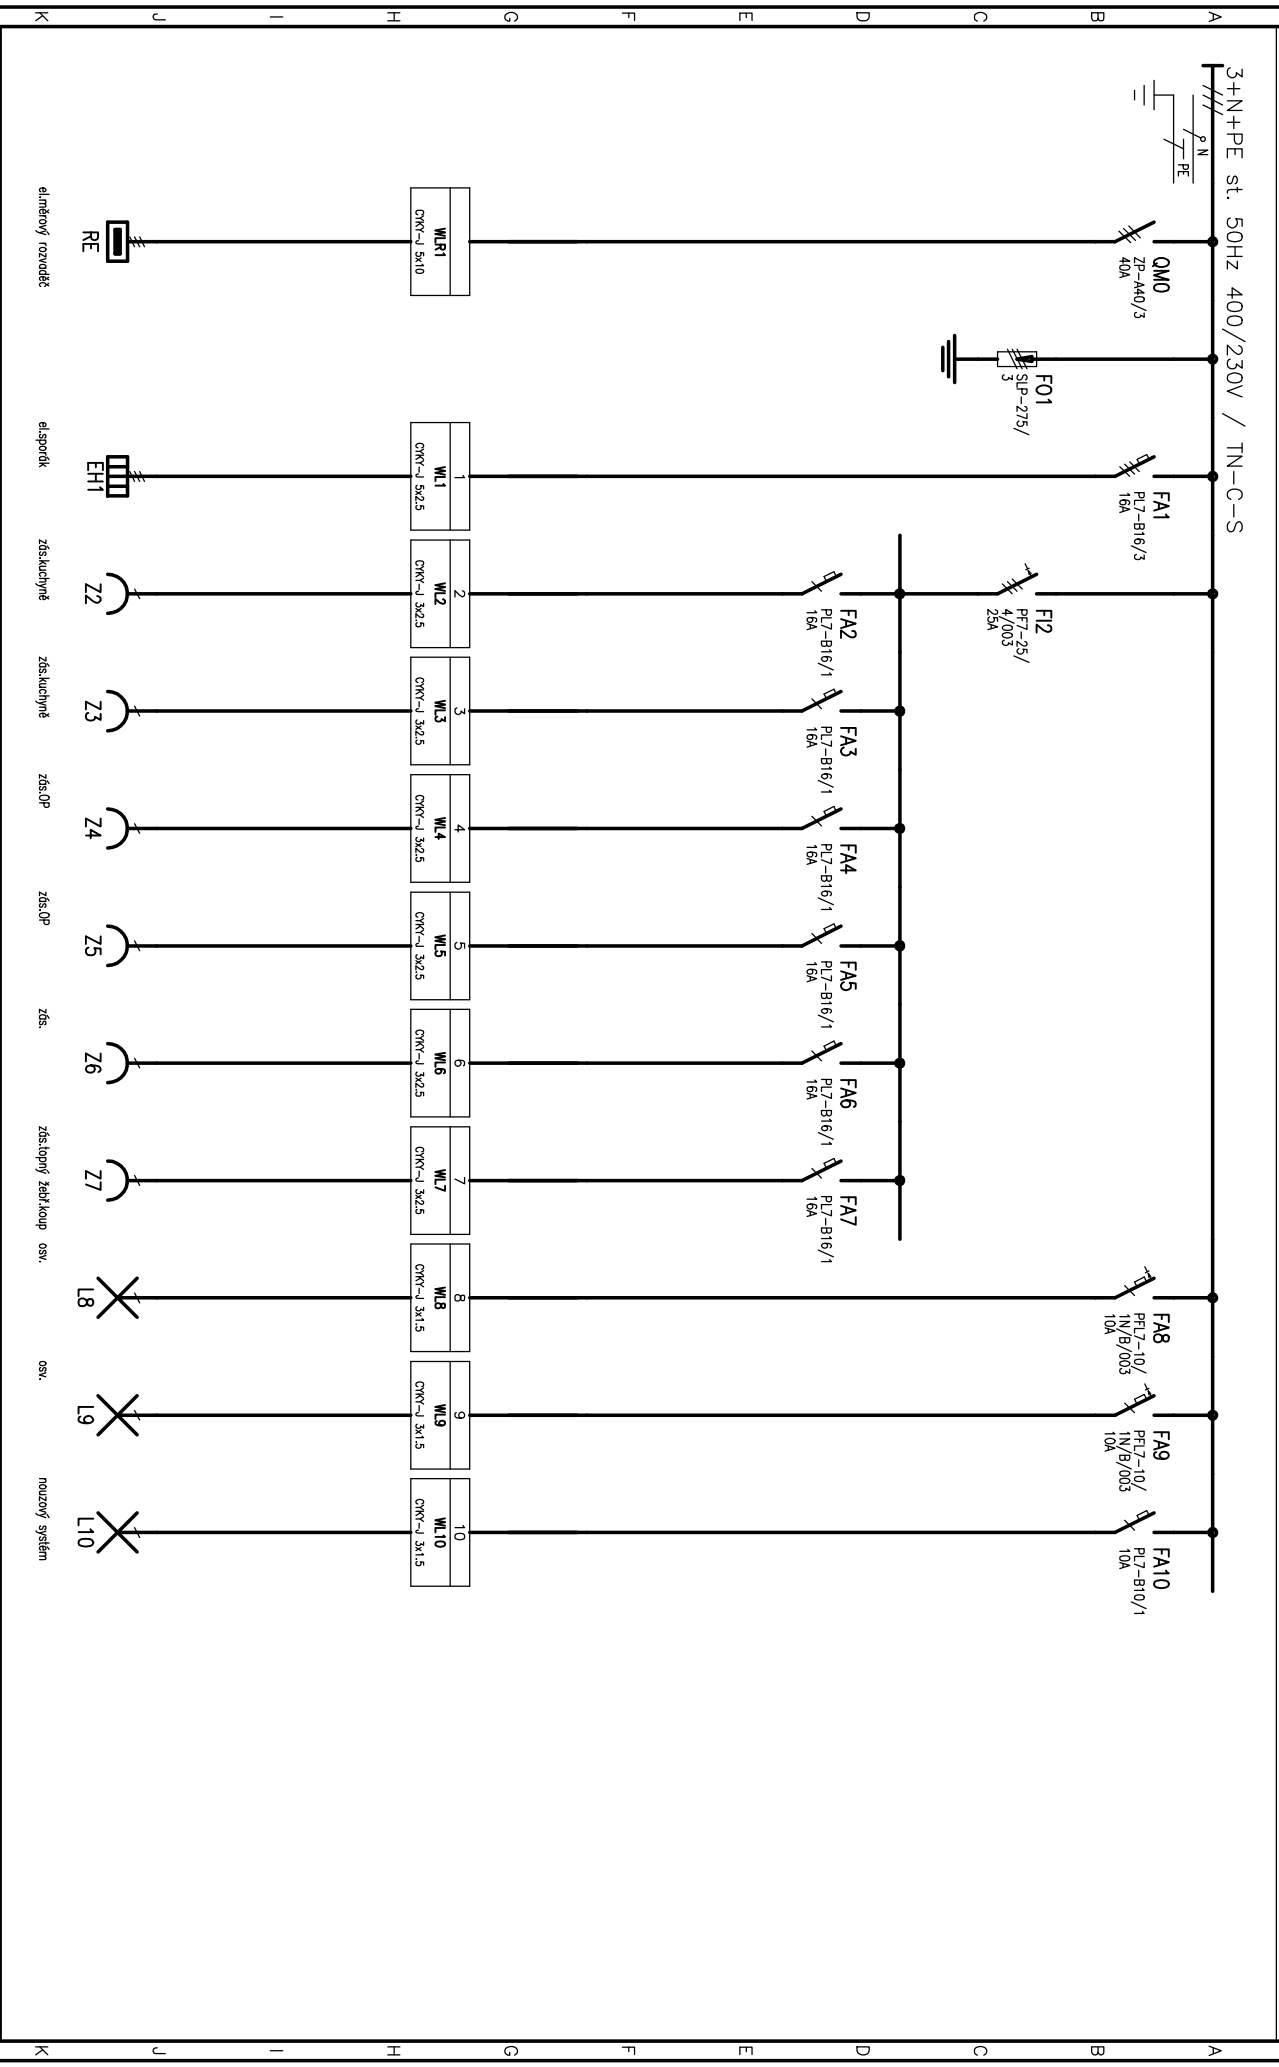 A
B
C
D
E
F
G
H
I
J
K
3+N+PE st. 50Hz 400/230V / TN-C-S
N
PE
QM0
ZP-A40/3
40A
WLR1
CYKY-J 5x10
RE
el.měrový rozvaděč
FO1
SLP-275/
3
FA1
PL7-B16/3
16A
1
WL1
CYKY-J 5x2.5
EH1
el.sporák
FI2
PF7-25/
4/003
25A
FA2
PL7-B16/1
16A
2
WL2
CYKY-J 3x2.5
Z2
zás.kuchyně
FA3
PL7-B16/1
16A
3
WL3
CYKY-J 3x2.5
Z3
zás.kuchyně
FA4
PL7-B16/1
16A
4
WL4
CYKY-J 3x2.5
Z4
zás.OP
FA5
PL7-B16/1
16A
5
WL5
CYKY-J 3x2.5
Z5
zás.OP
FA6
PL7-B16/1
16A
6
WL6
CYKY-J 3x2.5
Z6
zás.
FA7
PL7-B16/1
16A
7
WL7
CYKY-J 3x2.5
Z7
zás.topný žebř.koup
FA8
PFL7-10/
1N/B/003
10A
8
WL8
CYKY-J 3x1.5
L8
osv.
FA9
PFL7-10/
1N/B/003
10A
9
WL9
CYKY-J 3x1.5
L9
osv.
FA10
PL7-B10/1
10A
10
WL10
CYKY-J 3x1.5
L10
nouzový systém
A
B
C
D
E
F
G
H
I
J
K